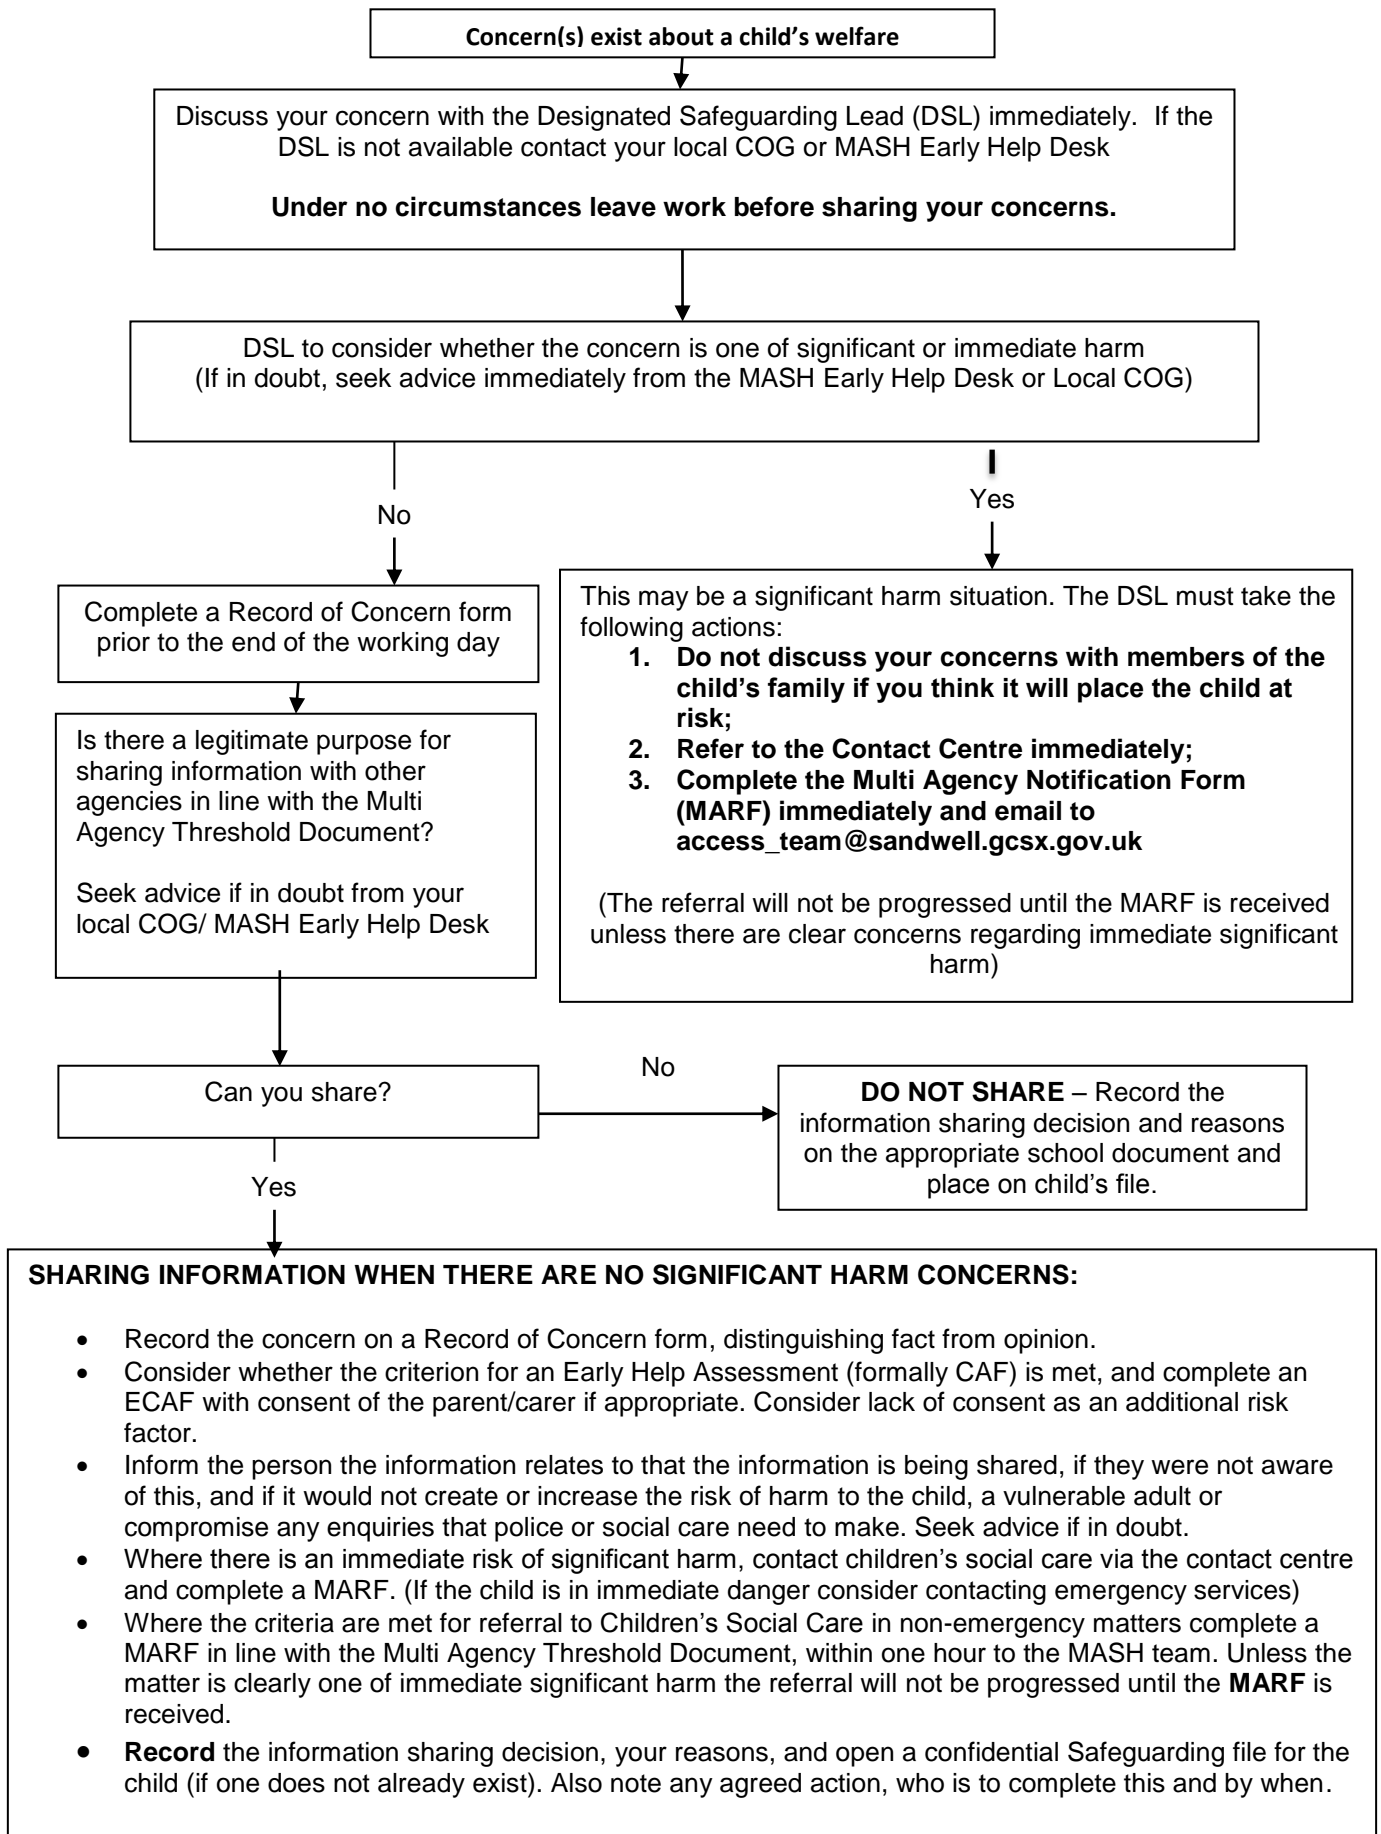 Concern(s) exist about a child's welfare
Discuss your concern with the Designated Safeguarding Lead (DSL) immediately.  If the
DSL is not available contact your local COG or MASH Early Help Desk
Under no circumstances leave work before sharing your concerns.
DSL to consider whether the concern is one of significant or immediate harm
(If in doubt, seek advice immediately from the MASH Early Help Desk or Local COG)
No
Yes
Complete a Record of Concern form
prior to the end of the working day
Is there a legitimate purpose for
sharing information with other
agencies in line with the Multi
Agency Threshold Document?
Seek advice if in doubt from your
local COG/ MASH Early Help Desk
This may be a significant harm situation. The DSL must take the
following actions:
1. Do not discuss your concerns with members of the
child's family if you think it will place the child at
risk;
2. Refer to the Contact Centre immediately;
3. Complete the Multi Agency Notification Form
(MARF) immediately and email to
access_team@sandwell.gcsx.gov.uk
(The referral will not be progressed until the MARF is received
unless there are clear concerns regarding immediate significant
harm)
Can you share?
No
DO NOT SHARE – Record the
information sharing decision and reasons
on the appropriate school document and
place on child's file.
Yes
SHARING INFORMATION WHEN THERE ARE NO SIGNIFICANT HARM CONCERNS:
• Record the concern on a Record of Concern form, distinguishing fact from opinion.
• Consider whether the criterion for an Early Help Assessment (formally CAF) is met, and complete an
ECAF with consent of the parent/carer if appropriate. Consider lack of consent as an additional risk
factor.
• Inform the person the information relates to that the information is being shared, if they were not aware
of this, and if it would not create or increase the risk of harm to the child, a vulnerable adult or
compromise any enquiries that police or social care need to make. Seek advice if in doubt.
• Where there is an immediate risk of significant harm, contact children's social care via the contact centre
and complete a MARF. (If the child is in immediate danger consider contacting emergency services)
• Where the criteria are met for referral to Children's Social Care in non-emergency matters complete a
MARF in line with the Multi Agency Threshold Document, within one hour to the MASH team. Unless the
matter is clearly one of immediate significant harm the referral will not be progressed until the MARF is
received.
• Record the information sharing decision, your reasons, and open a confidential Safeguarding file for the
child (if one does not already exist). Also note any agreed action, who is to complete this and by when.